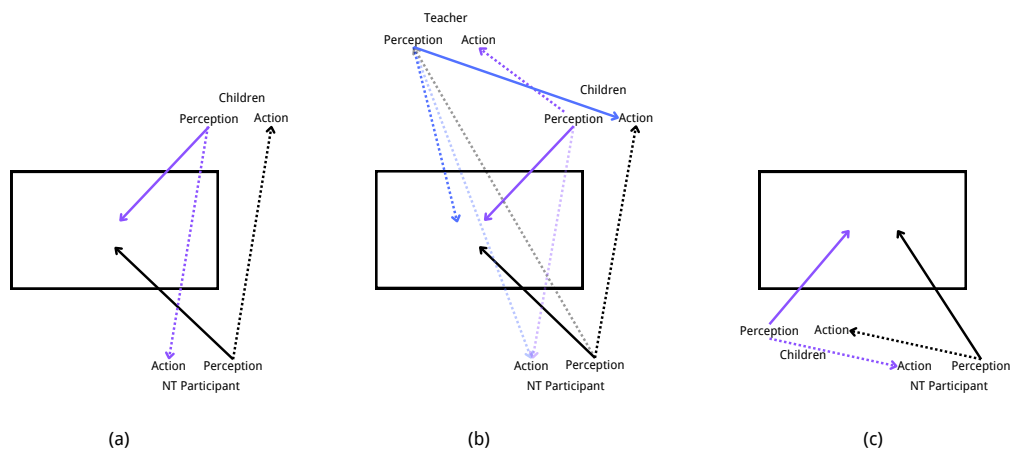 Children
Perception
Action
Action
Perception
NT Participant
(a)
Teacher
Perception
Action
Children
Perception
Action
Action
Perception
NT Participant
(b)
Perception
Action
Children
Action
Perception
NT Participant
(c)